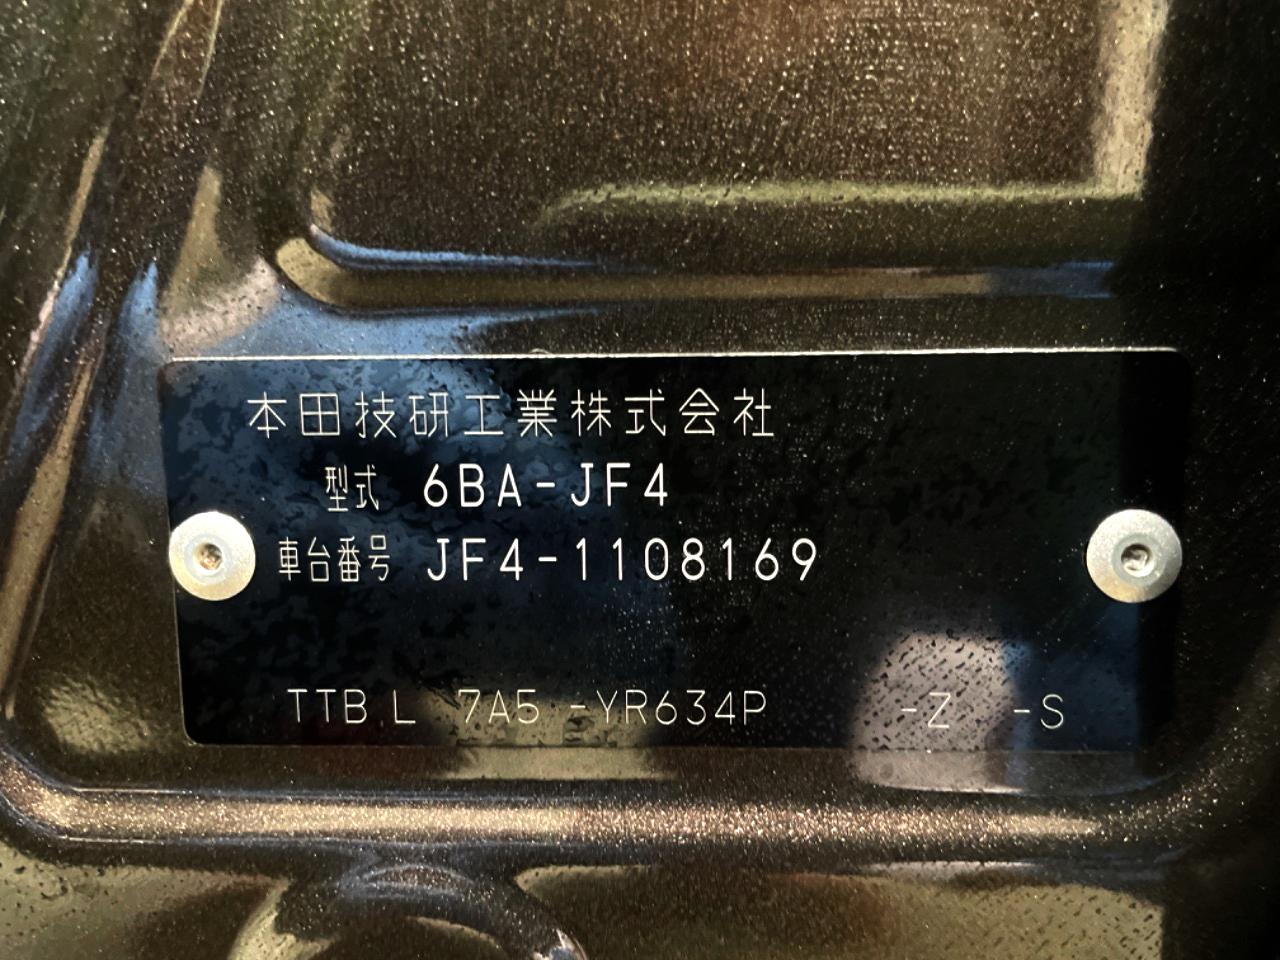 本田技研工業株式会社
型式 6BA-JF4
車台番号 JF4-1108169
TTB L 7A5 -YR634P -Z -S